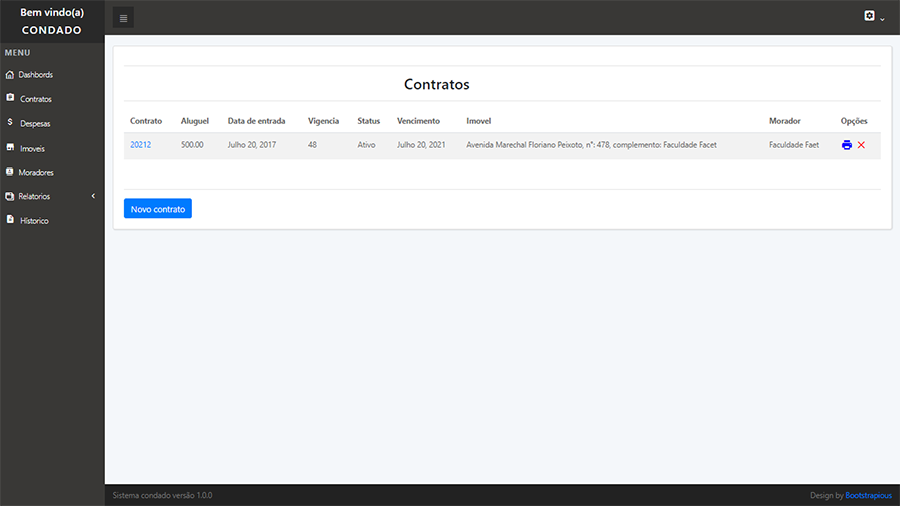 Bem vindo(a)
CONDADO
MENU
Dashbords
Contratos
Despesas
Imoveis
Moradores
Relatorios
Historico
Contratos
Contrato Aluguel Data de entrada Vigencia Status Vencimento Imovel Morador Opções
20212 500.00 Julho 20, 2017 48 Ativo Julho 20, 2021 Avenida Marechal Floriano Peixoto, n°: 478, complemento: Faculdade Facet Faculdade Faet
Novo contrato
Sistema condado versão 1.0.0 Design by Bootstrapious